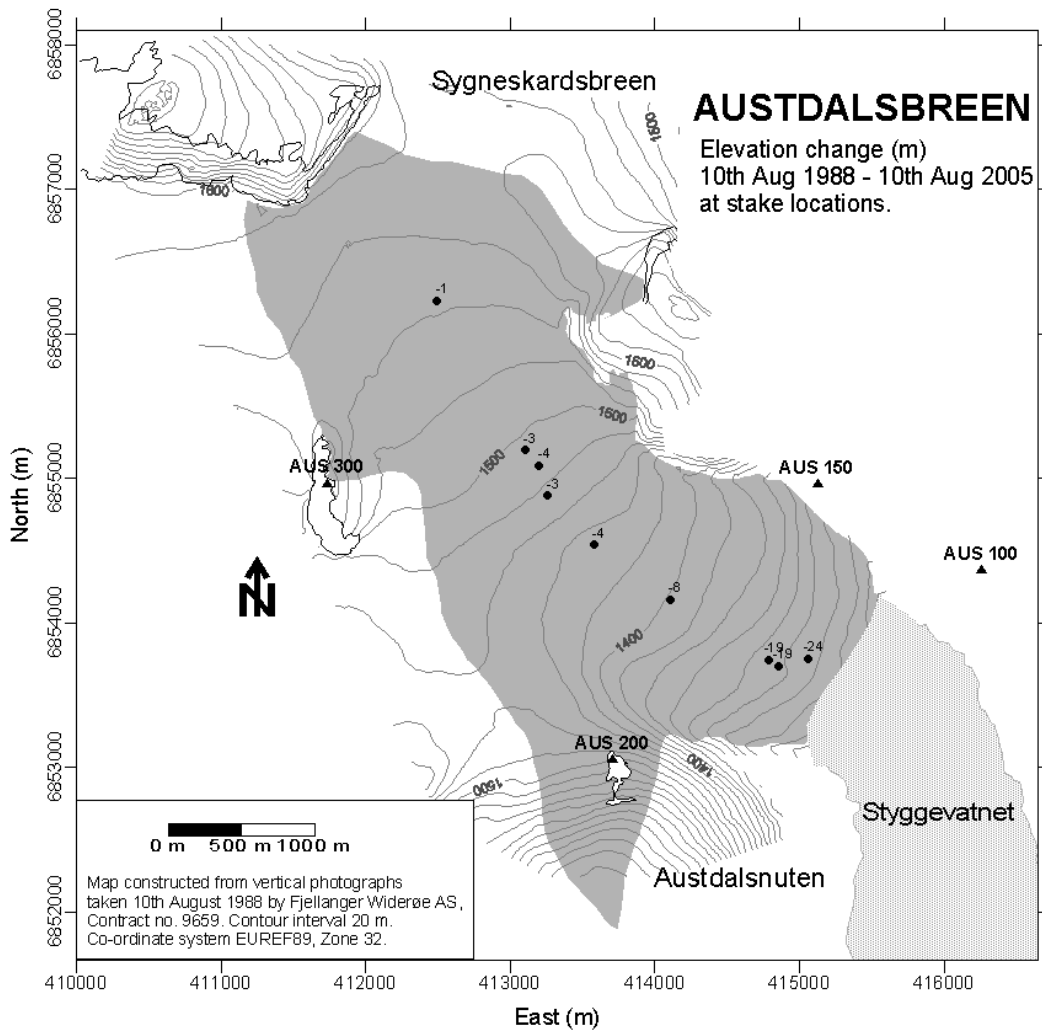 AUSTDALSBREEN
Elevation change (m)
10th Aug 1988 - 10th Aug 2005
at stake locations.
Sygneskardsbreen
1500
1600
-1
1600
1500
-3
-4
-3
1500
AUS 300
AUS 150
AUS 100
-4
-8
1400
-19
-19
-24
AUS 200
1400
1500
Styggevatnet
Austdalsnuten
N
0 m 500 m 1000 m
Map constructed from vertical photographs
taken 10th August 1988 by Fjellanger Widerøe AS,
Contract no. 9659. Contour interval 20 m.
Co-ordinate system EUREF89, Zone 32.
North (m)
6858000
6857000
6856000
6855000
6854000
6853000
6852000
410000 411000 412000 413000 414000 415000 416000
East (m)